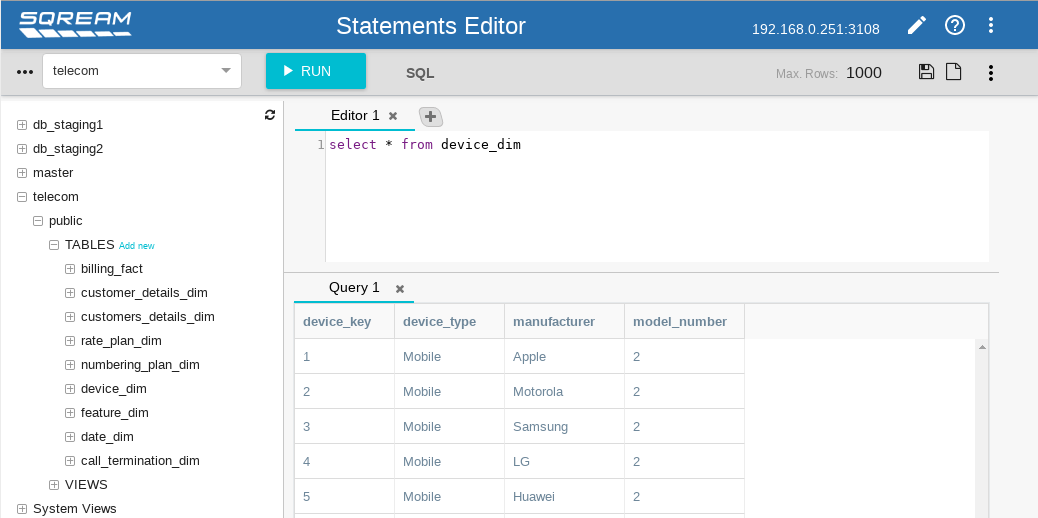 SQREAM
Statements Editor
192.168.0.251:3108
telecom
RUN
SQL
Max. Rows: 1000
db_staging1
db_staging2
master
telecom
public
TABLES Add new
billing_fact
customer_details_dim
customers_details_dim
rate_plan_dim
numbering_plan_dim
device_dim
feature_dim
date_dim
call_termination_dim
VIEWS
System Views
Editor 1
1 select * from device_dim
Query 1
device_key device_type manufacturer model_number
1 Mobile Apple 2
2 Mobile Motorola 2
3 Mobile Samsung 2
4 Mobile LG 2
5 Mobile Huawei 2